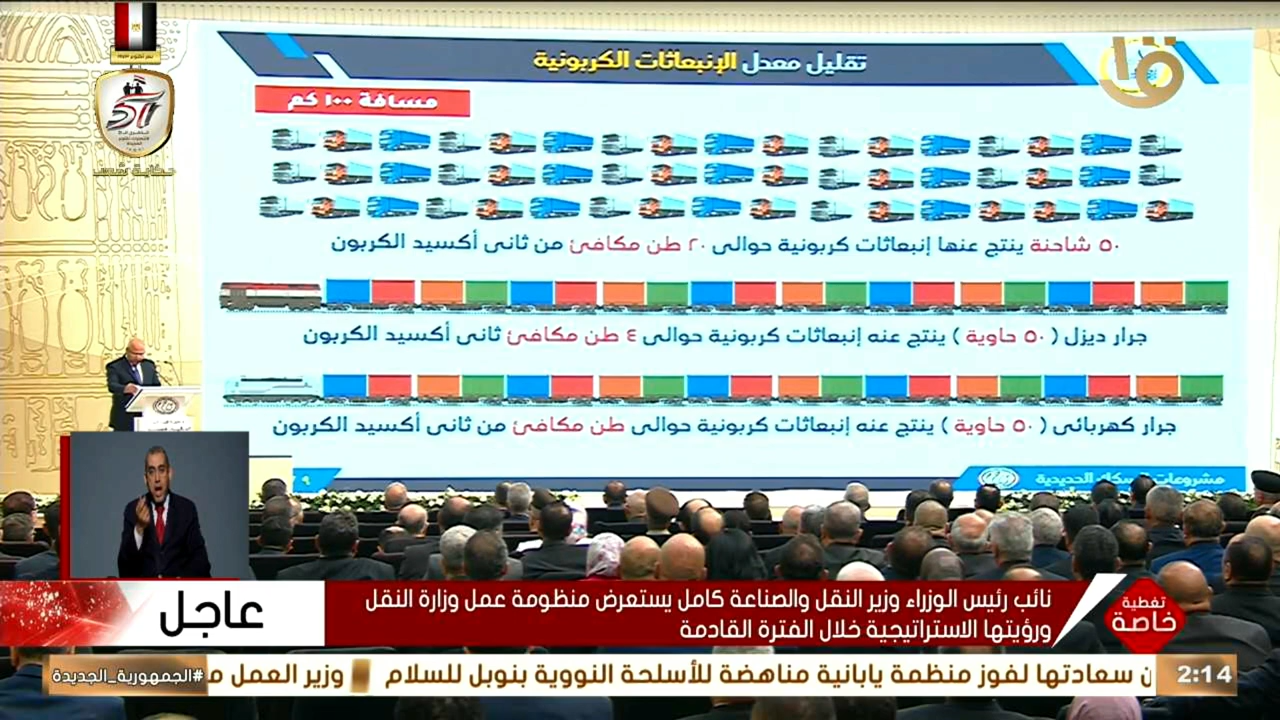 تقليل معدل الإنبعاثات الكربونية
مسافة ١٠٠ كم
٥٠ شاحنة ينتج عنها إنبعاثات كربونية حوالى ٢٠ طن مكافئ من ثانى أكسيد الكربون
جرار ديزل ( ٥٠ حاوية ) ينتج عنه إنبعاثات كربونية حوالى ٤ طن مكافئ ثانى أكسيد الكربون
جرار كهربائى ( ٥٠ حاوية ) ينتج عنه إنبعاثات كربونية حوالى طن مكافئ من ثانى أكسيد الكربون
مشروعات السكك الحديدية
٩
تغطية
خاصة
نائب رئيس الوزراء وزير النقل والصناعة كامل يستعرض منظومة عمل وزارة النقل
ورؤيتها الاستراتيجية خلال الفترة القادمة
عاجل
2:14
ن سعادتها لفوز منظمة يابانية مناهضة للأسلحة النووية بنوبل للسلام
وزير العمل م
#الجمهورية_الجديدة